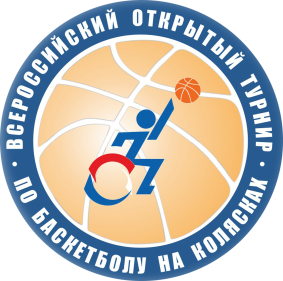 ВСЕРОССИЙСКИЙ ОТКРЫТЫЙ ТУРНИР
ПО БАСКЕТБОЛУ НА КОЛЯСКАХ